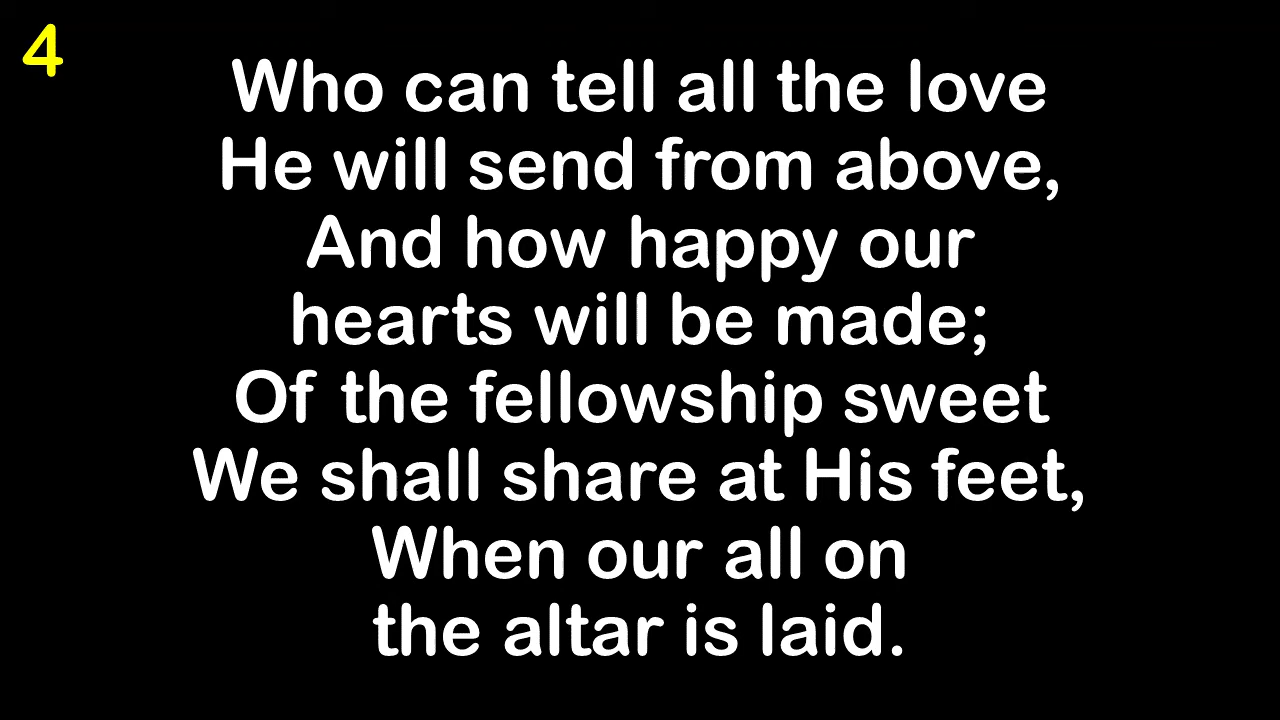 4
Who can tell all the love
He will send from above,
And how happy our
hearts will be made;
Of the fellowship sweet
We shall share at His feet,
When our all on
the altar is laid.